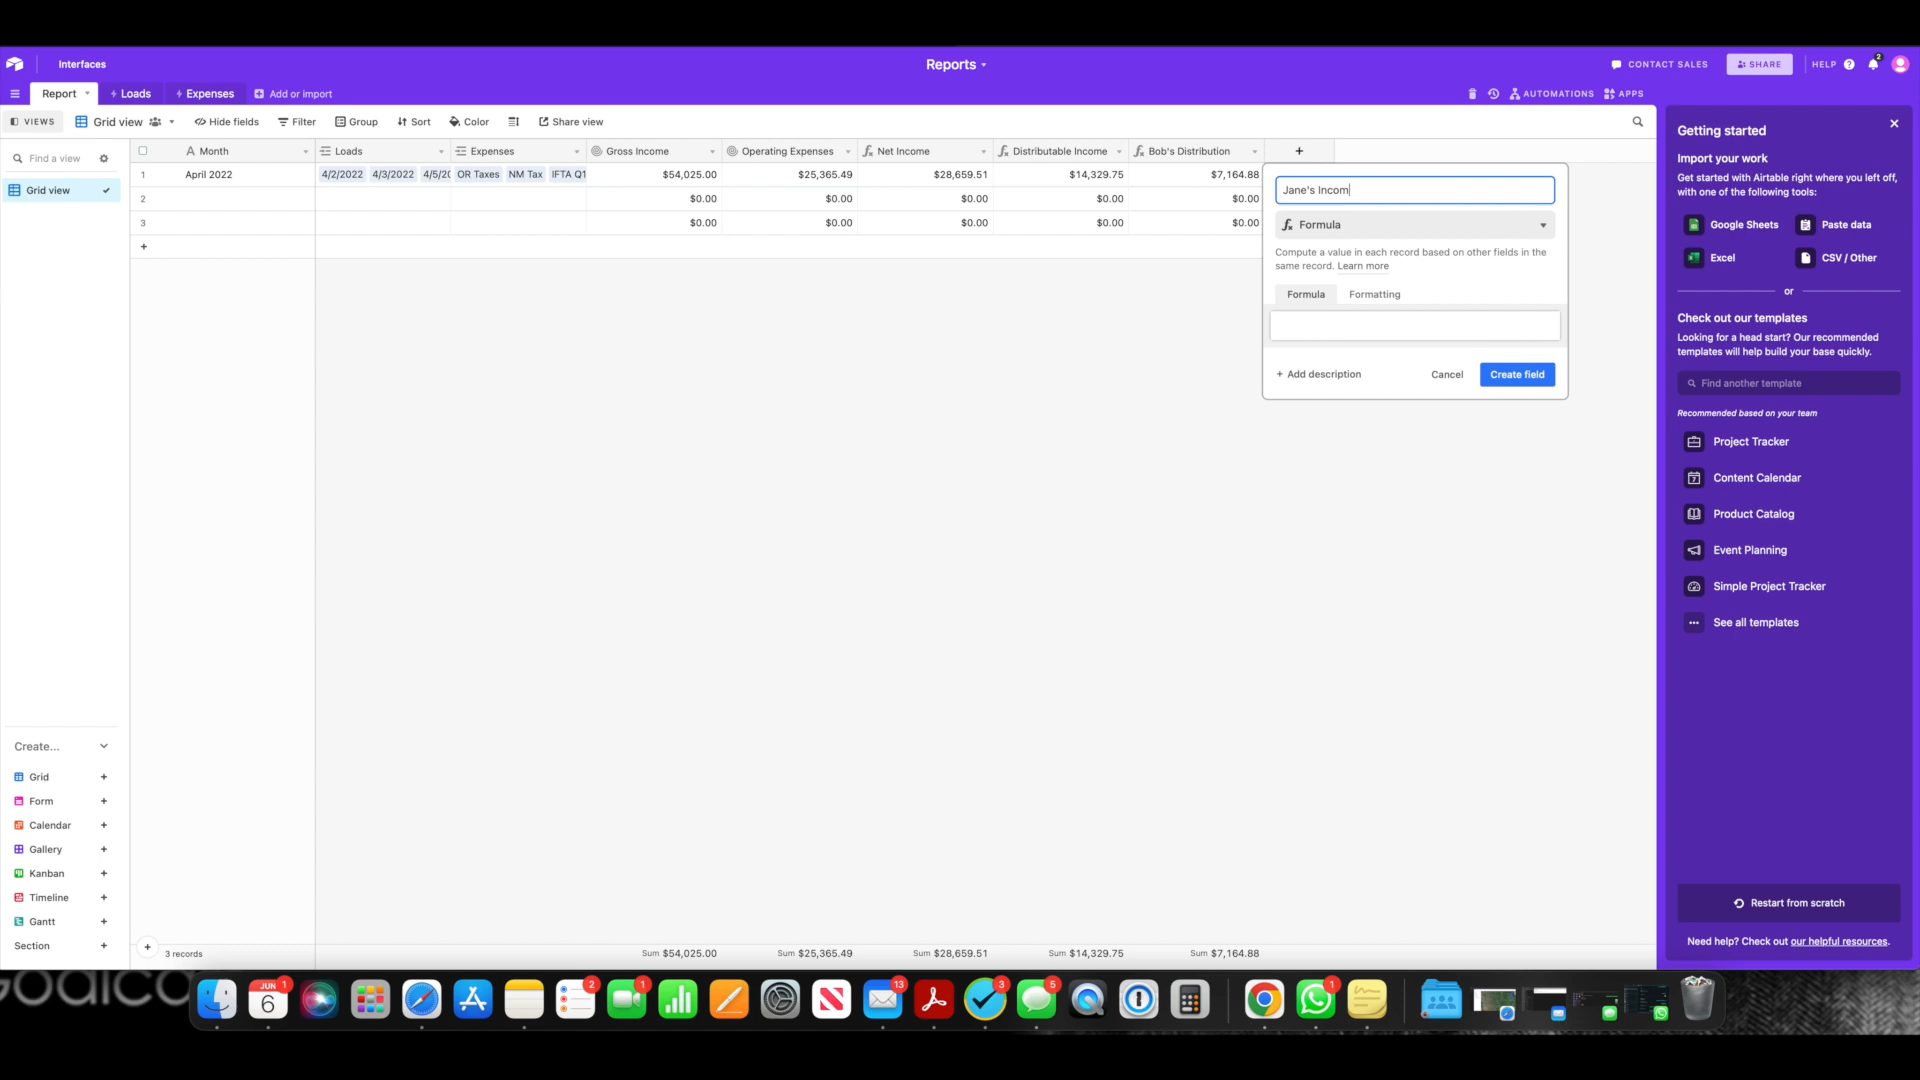 Interfaces
Reports
CONTACT SALES
SHARE
HELP
2
Report
Loads
Expenses
Add or import
AUTOMATIONS
APPS
VIEWS
Grid view
Hide fields
Filter
Group
Sort
Color
Share view
Find a view
Grid view
Month
Loads
Expenses
Gross Income
Operating Expenses
Net Income
Distributable Income
Bob's Distribution
1
April 2022
4/2/2022
4/3/2022
4/5/20
OR Taxes
NM Tax
IFTA Q1
$54,025.00
$25,365.49
$28,659.51
$14,329.75
$7,164.88
2
$0.00
$0.00
$0.00
$0.00
$0.00
3
$0.00
$0.00
$0.00
$0.00
$0.00
Jane's Incom
Formula
Compute a value in each record based on other fields in the
same record. Learn more
Formula
Formatting
+ Add description
Cancel
Create field
Getting started
Import your work
Get started with Airtable right where you left off,
with one of the following tools:
Google Sheets
Paste data
Excel
CSV / Other
or
Check out our templates
Looking for a head start? Our recommended
templates will help build your base quickly.
Find another template
Recommended based on your team
Project Tracker
Content Calendar
Product Catalog
Event Planning
Simple Project Tracker
See all templates
Restart from scratch
Need help? Check out our helpful resources.
Create...
Grid
Form
Calendar
Gallery
Kanban
Timeline
Gantt
Section
3 records
Sum $54,025.00
Sum $25,365.49
Sum $28,659.51
Sum $14,329.75
Sum $7,164.88
JUN
6
1
2
1
13
3
5
1